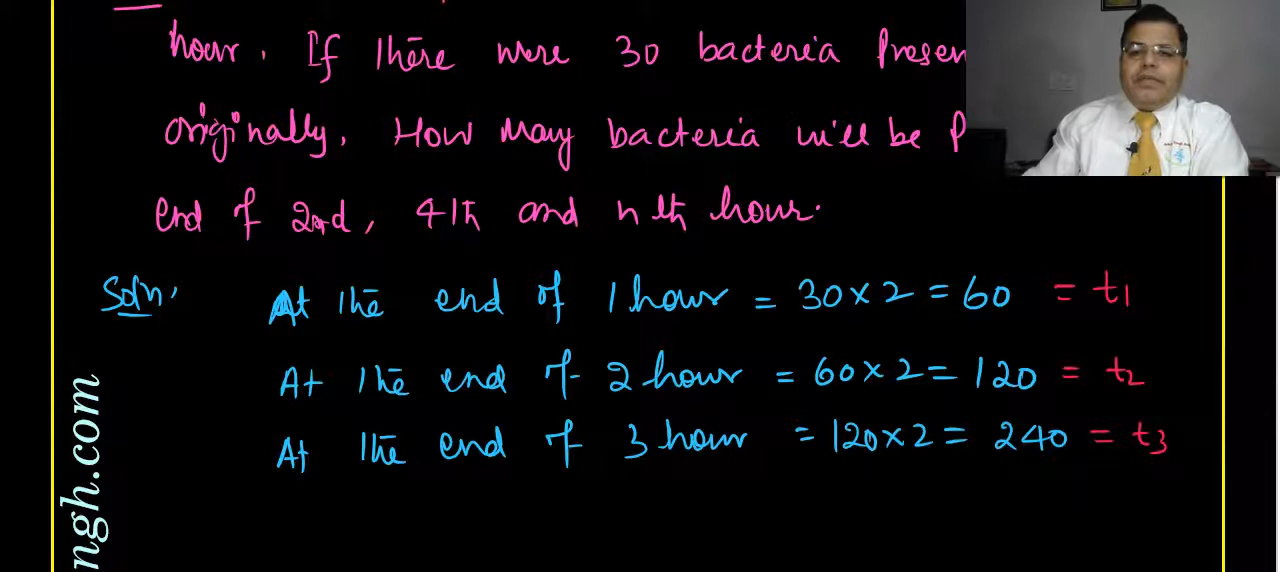 hour. If there were 30 bacteria Presen
originally. How May bacteria will be P
end of 2nd, 4th and nth hour.
Soln. At the end of 1 hour = 30 × 2 = 60 = t1
At the end of 2 hour = 60 × 2 = 120 = t2
At the end of 3 hour = 120 × 2 = 240 = t3
ngh.com